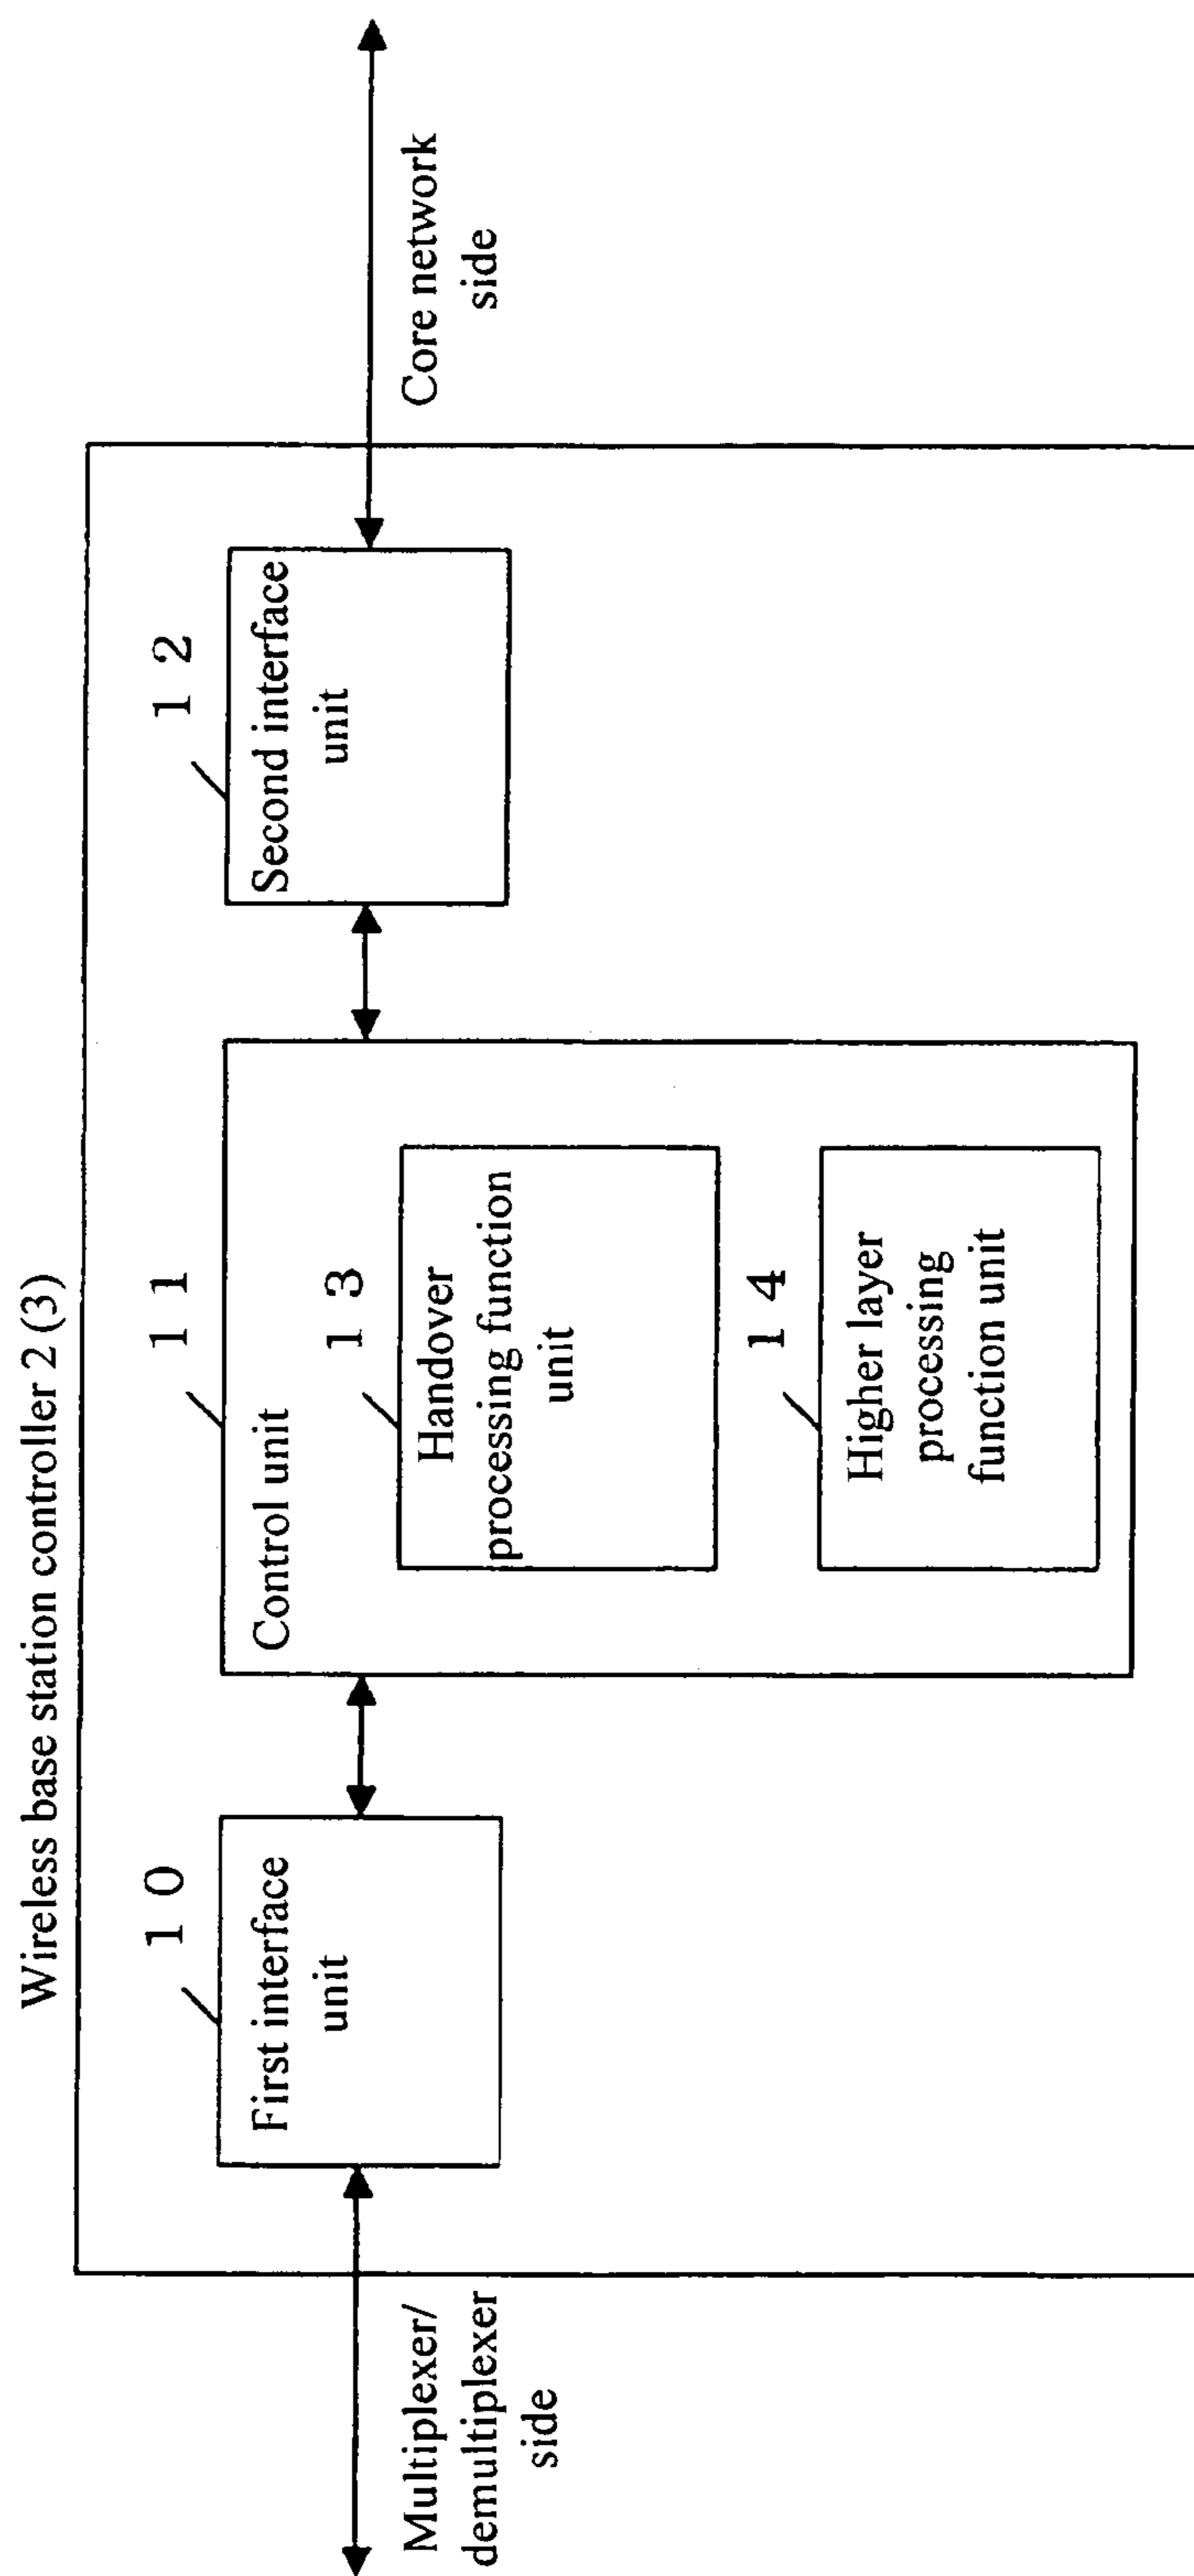 Wireless base station controller 2 (3)
1 0
First interface
unit
1 1
Control unit
1 3
Handover
processing function
unit
1 4
Higher layer
processing
function unit
1 2
Second interface
unit
Multiplexer/
demultiplexer
side
Core network
side